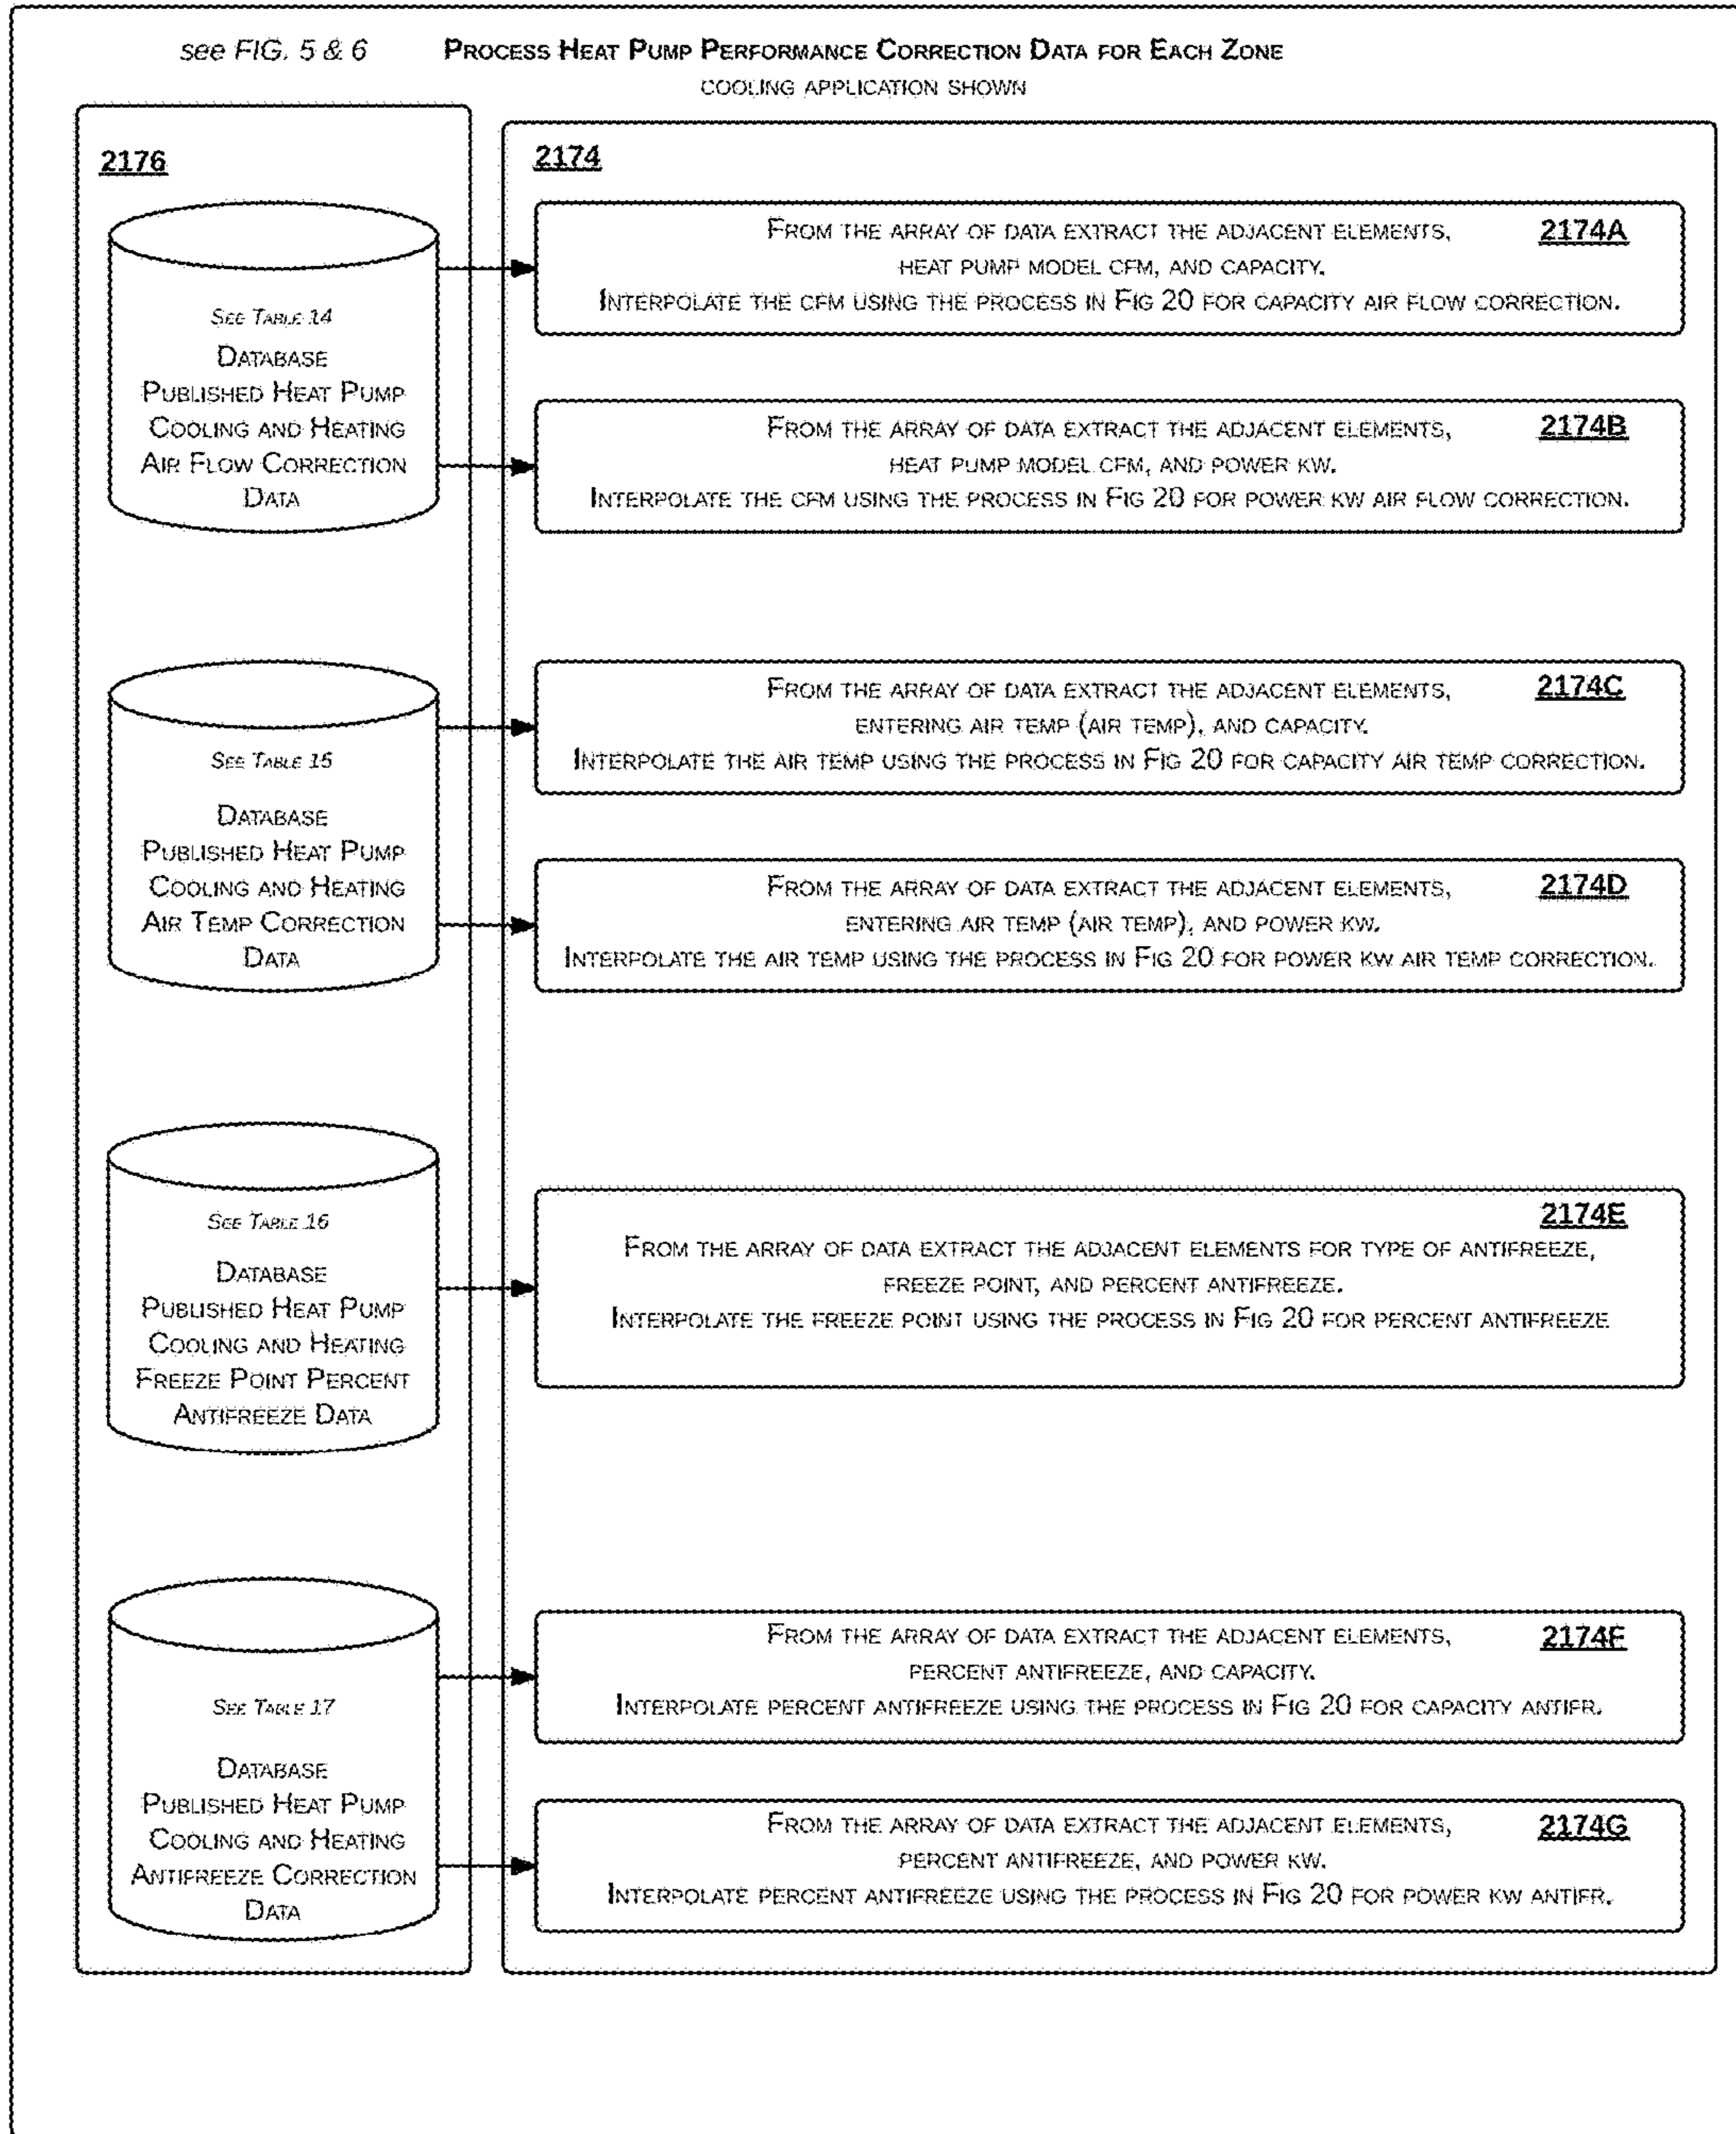 see FIG. 5 & 6 PROCESS HEAT PUMP PERFORMANCE CORRECTION DATA FOR EACH ZONE
COOLING APPLICATION SHOWN
2176
SEE TABLE 14
DATABASE
PUBLISHED HEAT PUMP
COOLING AND HEATING
AIR FLOW CORRECTION
DATA
SEE TABLE 15
DATABASE
PUBLISHED HEAT PUMP
COOLING AND HEATING
AIR TEMP CORRECTION
DATA
SEE TABLE 16
DATABASE
PUBLISHED HEAT PUMP
COOLING AND HEATING
FREEZE POINT PERCENT
ANTIFREEZE DATA
SEE TABLE 17
DATABASE
PUBLISHED HEAT PUMP
COOLING AND HEATING
ANTIFREEZE CORRECTION
DATA
2174
FROM THE ARRAY OF DATA EXTRACT THE ADJACENT ELEMENTS, 2174A
HEAT PUMP MODEL CFM, AND CAPACITY.
INTERPOLATE THE CFM USING THE PROCESS IN FIG 20 FOR CAPACITY AIR FLOW CORRECTION.
FROM THE ARRAY OF DATA EXTRACT THE ADJACENT ELEMENTS, 2174B
HEAT PUMP MODEL CFM, AND POWER KW.
INTERPOLATE THE CFM USING THE PROCESS IN FIG 20 FOR POWER KW AIR FLOW CORRECTION.
FROM THE ARRAY OF DATA EXTRACT THE ADJACENT ELEMENTS, 2174C
ENTERING AIR TEMP (AIR TEMP), AND CAPACITY.
INTERPOLATE THE AIR TEMP USING THE PROCESS IN FIG 20 FOR CAPACITY AIR TEMP CORRECTION.
FROM THE ARRAY OF DATA EXTRACT THE ADJACENT ELEMENTS, 2174D
ENTERING AIR TEMP (AIR TEMP), AND POWER KW.
INTERPOLATE THE AIR TEMP USING THE PROCESS IN FIG 20 FOR POWER KW AIR TEMP CORRECTION.
2174E
FROM THE ARRAY OF DATA EXTRACT THE ADJACENT ELEMENTS FOR TYPE OF ANTIFREEZE,
FREEZE POINT, AND PERCENT ANTIFREEZE.
INTERPOLATE THE FREEZE POINT USING THE PROCESS IN FIG 20 FOR PERCENT ANTIFREEZE
FROM THE ARRAY OF DATA EXTRACT THE ADJACENT ELEMENTS, 2174F
PERCENT ANTIFREEZE, AND CAPACITY.
INTERPOLATE PERCENT ANTIFREEZE USING THE PROCESS IN FIG 20 FOR CAPACITY ANTIFR.
FROM THE ARRAY OF DATA EXTRACT THE ADJACENT ELEMENTS, 2174G
PERCENT ANTIFREEZE, AND POWER KW.
INTERPOLATE PERCENT ANTIFREEZE USING THE PROCESS IN FIG 20 FOR POWER KW ANTIFR.